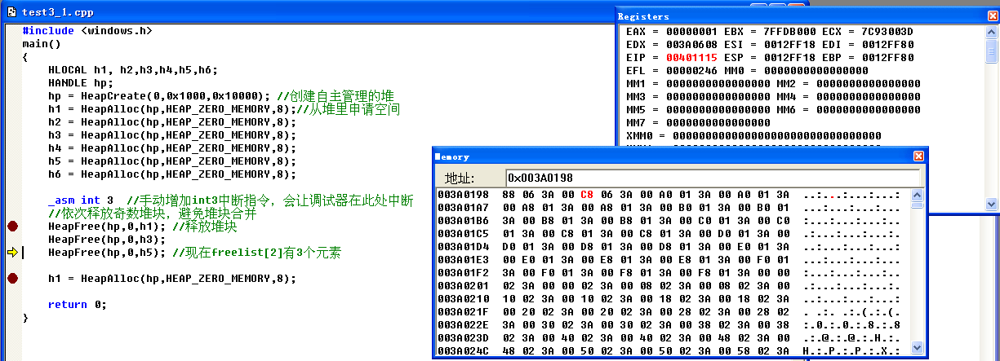 test3_1.cpp
#include <windows.h>
main()
{
HLOCAL h1, h2,h3,h4,h5,h6;
HANDLE hp;
hp = HeapCreate(0,0x1000,0x10000); //创建自主管理的堆
h1 = HeapAlloc(hp,HEAP_ZERO_MEMORY,8);//从堆里申请空间
h2 = HeapAlloc(hp,HEAP_ZERO_MEMORY,8);
h3 = HeapAlloc(hp,HEAP_ZERO_MEMORY,8);
h4 = HeapAlloc(hp,HEAP_ZERO_MEMORY,8);
h5 = HeapAlloc(hp,HEAP_ZERO_MEMORY,8);
h6 = HeapAlloc(hp,HEAP_ZERO_MEMORY,8);
_asm int 3 //手动增加int3中断指令，会让调试器在此处中断
//依次释放奇数堆块，避免堆块合并
HeapFree(hp,0,h1); //释放堆块
HeapFree(hp,0,h3);
HeapFree(hp,0,h5); //现在freelist[2]有3个元素
h1 = HeapAlloc(hp,HEAP_ZERO_MEMORY,8);
return 0;
}
Registers
EAX = 00000001 EBX = 7FFDB000 ECX = 7C93003D
EDX = 003A0608 ESI = 0012FF18 EDI = 0012FF80
EIP = 00401115 ESP = 0012FF18 EBP = 0012FF80
EFL = 00000246 MM0 = 0000000000000000
MM1 = 0000000000000000 MM2 = 0000000000000000
MM3 = 0000000000000000 MM4 = 0000000000000000
MM5 = 0000000000000000 MM6 = 0000000000000000
MM7 = 0000000000000000
XMM0 = 00000000000000000000000000000000
Memory
地址: 0x003A0198
003A0198 88 06 3A 00 C8 06 3A 00 A0 01 3A 00 A0 01 3A ..:...:...:...:
003A01A7 00 A8 01 3A 00 A8 01 3A 00 B0 01 3A 00 B0 01 ...:...:...:...
003A01B6 3A 00 B8 01 3A 00 B8 01 3A 00 C0 01 3A 00 C0 :...:...:...:..
003A01C5 01 3A 00 C8 01 3A 00 C8 01 3A 00 D0 01 3A 00 .:...:...:...:.
003A01D4 D0 01 3A 00 D8 01 3A 00 D8 01 3A 00 E0 01 3A ..:...:...:...:
003A01E3 00 E0 01 3A 00 E8 01 3A 00 E8 01 3A 00 F0 01 ...:...:...:...
003A01F2 3A 00 F0 01 3A 00 F8 01 3A 00 F8 01 3A 00 00 :...:...:...:..
003A0201 02 3A 00 00 02 3A 00 08 02 3A 00 08 02 3A 00 .:...:...:...:.
003A0210 10 02 3A 00 10 02 3A 00 18 02 3A 00 18 02 3A ..:...:...:...:
003A021F 00 20 02 3A 00 20 02 3A 00 28 02 3A 00 28 02 . .:. .:.(.:.(.
003A022E 3A 00 30 02 3A 00 30 02 3A 00 38 02 3A 00 38 :.0.:.0.:.8.:.8
003A023D 02 3A 00 40 02 3A 00 40 02 3A 00 48 02 3A 00 .:.@.:.@.:.H.:.
003A024C 48 02 3A 00 50 02 3A 00 50 02 3A 00 58 02 3A H.:.P.:.P.:.X.: